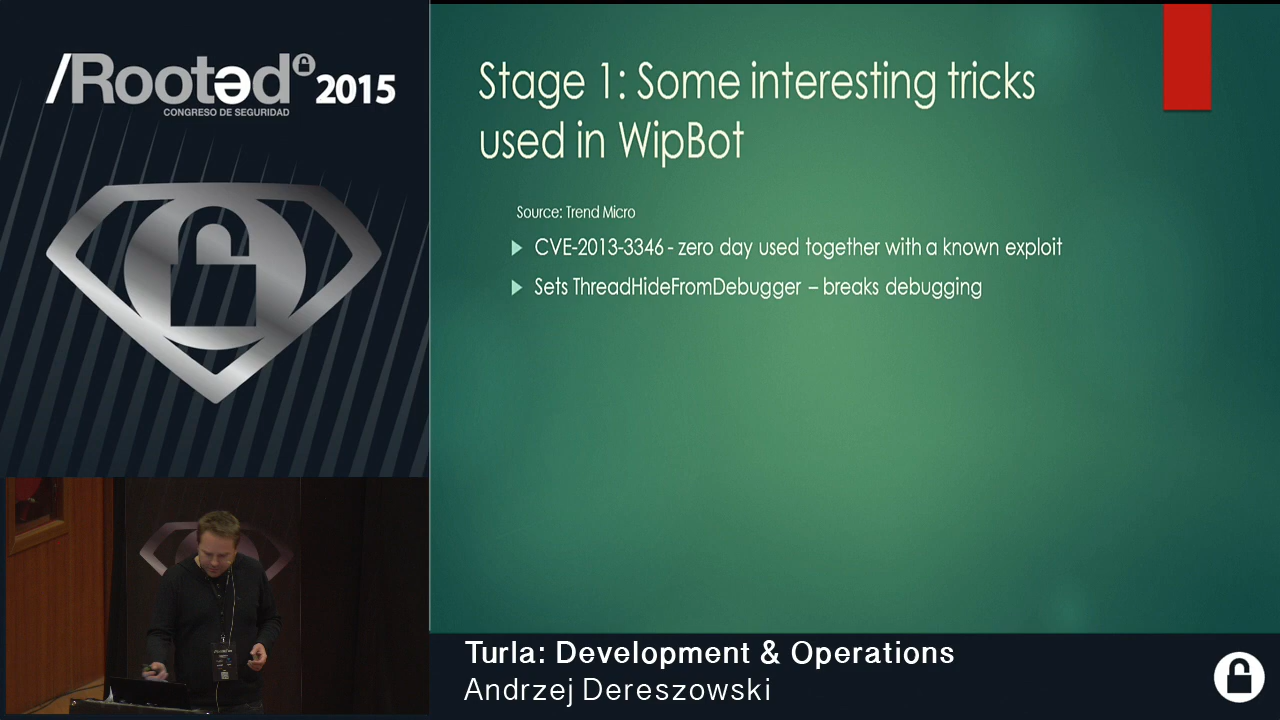 /Rootəd 2015
CONGRESO DE SEGURIDAD
Stage 1: Some interesting tricks
used in WipBot
Source: Trend Micro
CVE-2013-3346 - zero day used together with a known exploit
Sets ThreadHideFromDebugger – breaks debugging
Turla: Development & Operations
Andrzej Dereszowski